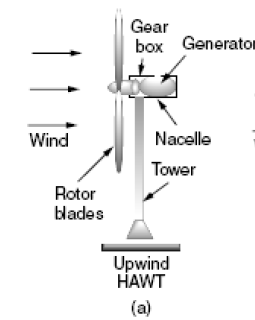 Gear
box
Generator
Wind
Nacelle
Tower
Rotor
blades
Upwind
HAWT
(a)